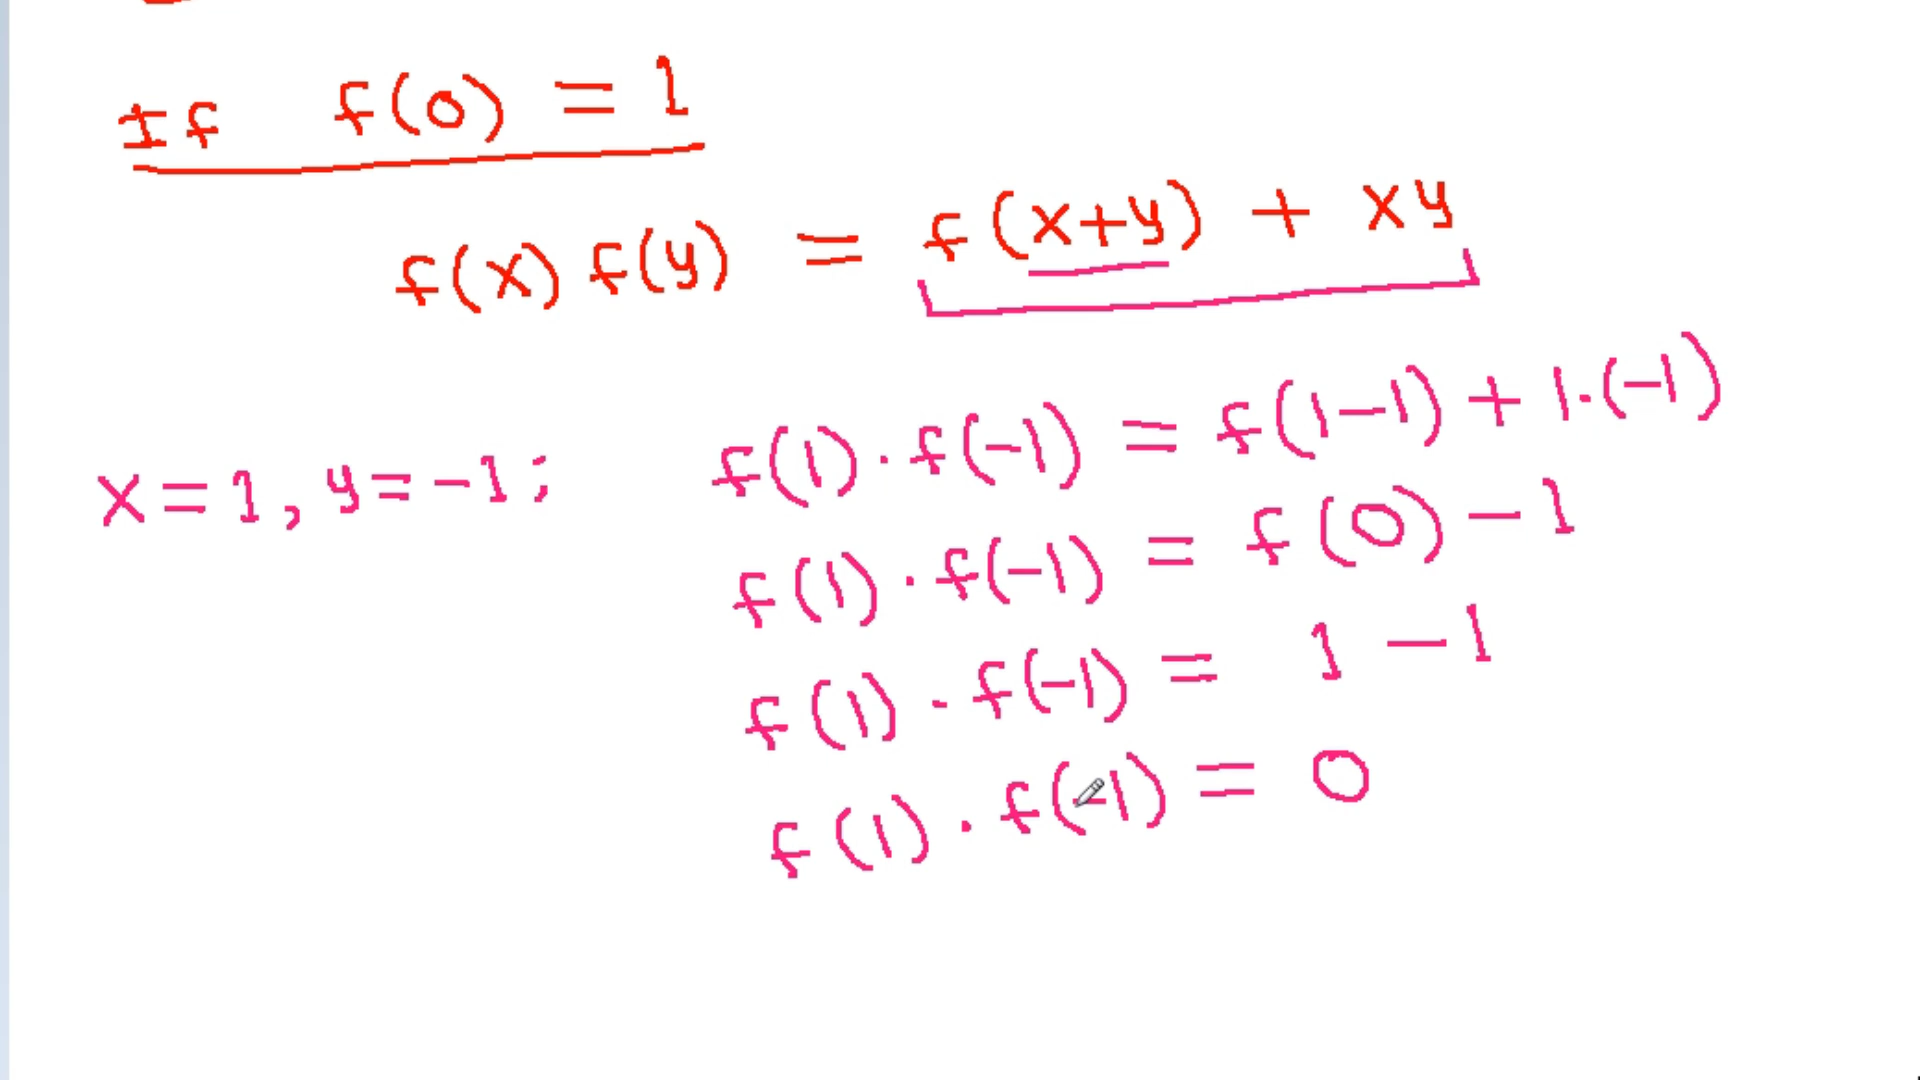 If f(0) = 1
f(x) f(y) = f(x+y) + xy
f(1) · f(-1) = f(1-1) + 1·(-1)
x = 1, y = -1 ;
f(1) · f(-1) = f(0) - 1
f(1) · f(-1) = 1 - 1
f(1) · f(-1) = 0